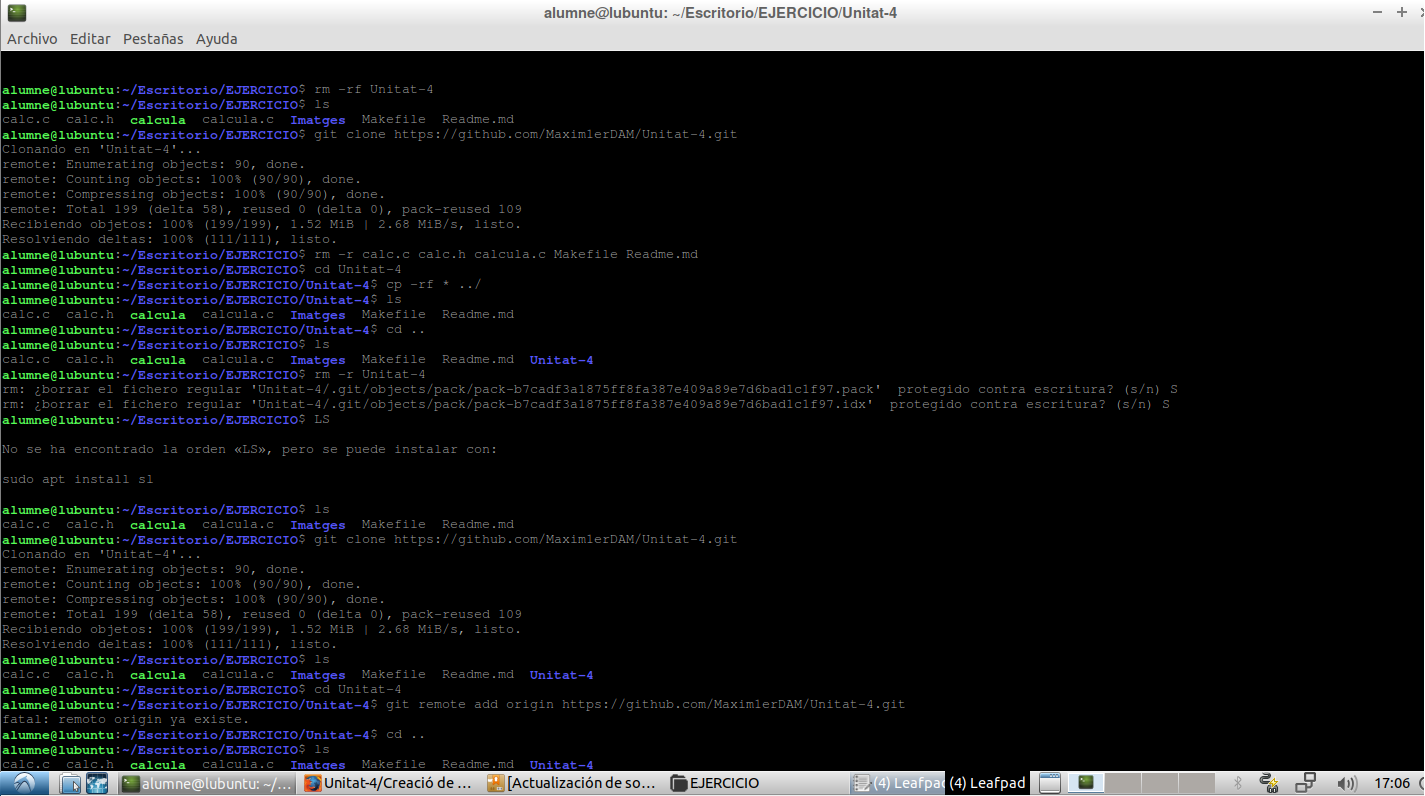 alumne@lubuntu: ~/Escritorio/EJERCICIO/Unitat-4
Archivo Editar Pestañas Ayuda
alumne@lubuntu:~/Escritorio/EJERCICIO$ rm -rf Unitat-4
alumne@lubuntu:~/Escritorio/EJERCICIO$ ls
calc.c calc.h calcula calcula.c Imatges Makefile Readme.md
alumne@lubuntu:~/Escritorio/EJERCICIO$ git clone https://github.com/MaximlerDAM/Unitat-4.git
Clonando en 'Unitat-4'...
remote: Enumerating objects: 90, done.
remote: Counting objects: 100% (90/90), done.
remote: Compressing objects: 100% (90/90), done.
remote: Total 199 (delta 58), reused 0 (delta 0), pack-reused 109
Recibiendo objetos: 100% (199/199), 1.52 MiB | 2.68 MiB/s, listo.
Resolviendo deltas: 100% (111/111), listo.
alumne@lubuntu:~/Escritorio/EJERCICIO$ rm -r calc.c calc.h calcula.c Makefile Readme.md
alumne@lubuntu:~/Escritorio/EJERCICIO$ cd Unitat-4
alumne@lubuntu:~/Escritorio/EJERCICIO/Unitat-4$ cp -rf * ../
alumne@lubuntu:~/Escritorio/EJERCICIO/Unitat-4$ ls
calc.c calc.h calcula calcula.c Imatges Makefile Readme.md
alumne@lubuntu:~/Escritorio/EJERCICIO/Unitat-4$ cd ..
alumne@lubuntu:~/Escritorio/EJERCICIO$ ls
calc.c calc.h calcula calcula.c Imatges Makefile Readme.md Unitat-4
alumne@lubuntu:~/Escritorio/EJERCICIO$ rm -r Unitat-4
rm: ¿borrar el fichero regular 'Unitat-4/.git/objects/pack/pack-b7cadf3a1875ff8fa387e409a89e7d6bad1c1f97.pack' protegido contra escritura? (s/n) S
rm: ¿borrar el fichero regular 'Unitat-4/.git/objects/pack/pack-b7cadf3a1875ff8fa387e409a89e7d6bad1c1f97.idx' protegido contra escritura? (s/n) S
alumne@lubuntu:~/Escritorio/EJERCICIO$ LS
No se ha encontrado la orden «LS», pero se puede instalar con:
sudo apt install sl
alumne@lubuntu:~/Escritorio/EJERCICIO$ ls
calc.c calc.h calcula calcula.c Imatges Makefile Readme.md
alumne@lubuntu:~/Escritorio/EJERCICIO$ git clone https://github.com/MaximlerDAM/Unitat-4.git
Clonando en 'Unitat-4'...
remote: Enumerating objects: 90, done.
remote: Counting objects: 100% (90/90), done.
remote: Compressing objects: 100% (90/90), done.
remote: Total 199 (delta 58), reused 0 (delta 0), pack-reused 109
Recibiendo objetos: 100% (199/199), 1.52 MiB | 2.68 MiB/s, listo.
Resolviendo deltas: 100% (111/111), listo.
alumne@lubuntu:~/Escritorio/EJERCICIO$ ls
calc.c calc.h calcula calcula.c Imatges Makefile Readme.md Unitat-4
alumne@lubuntu:~/Escritorio/EJERCICIO$ cd Unitat-4
alumne@lubuntu:~/Escritorio/EJERCICIO/Unitat-4$ git remote add origin https://github.com/MaximlerDAM/Unitat-4.git
fatal: remoto origin ya existe.
alumne@lubuntu:~/Escritorio/EJERCICIO/Unitat-4$ cd ..
alumne@lubuntu:~/Escritorio/EJERCICIO$ ls
calc.c calc.h calcula calcula.c Imatges Makefile Readme.md Unitat-4
alumne@lubuntu: ~/... Unitat-4/Creació de ... [Actualización de so... EJERCICIO (4) Leafpad (4) Leafpad 17:06